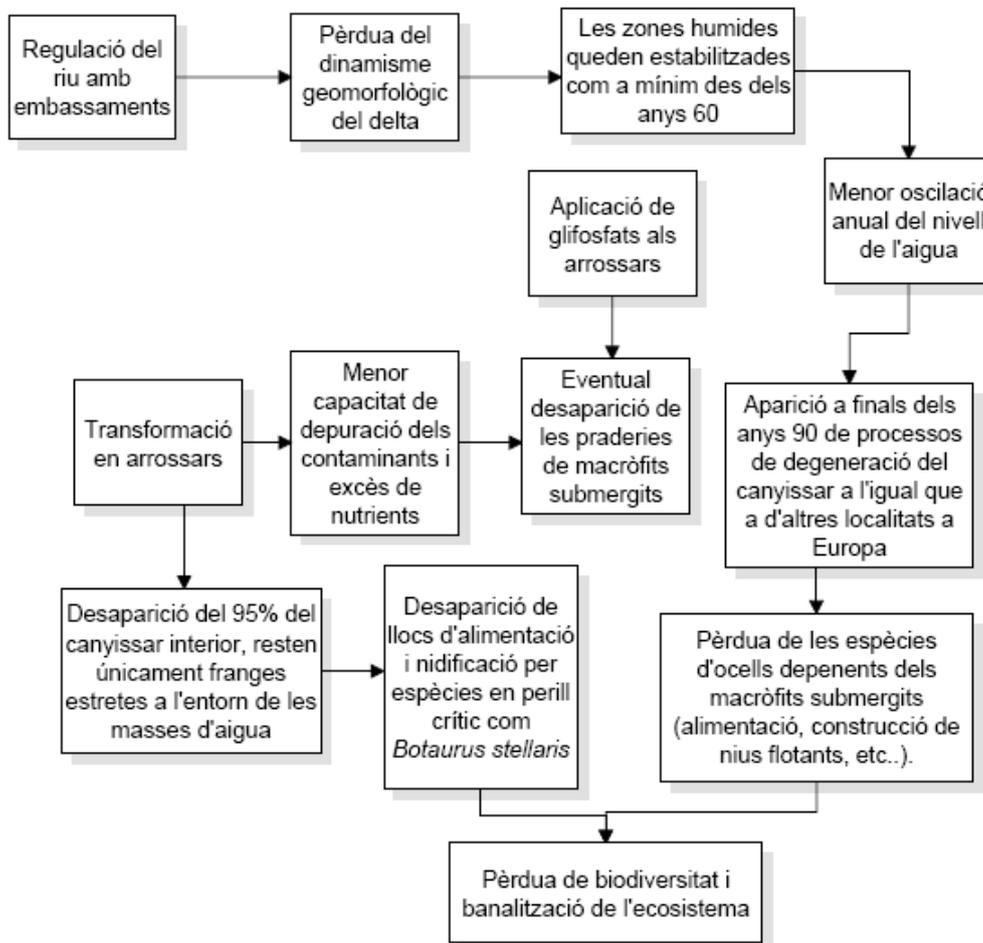 Regulació del
riu amb
embassaments
Pèrdua del
dinamisme
geomorfològic
del delta
Les zones humides
queden estabilitzades
com a mínim des dels
anys 60
Menor oscilació
anual del nivell
de l'aigua
Aplicació de
glifosfats als
arrossars
Transformació
en arrossars
Menor
capacitat de
depuració dels
contaminants i
excès de
nutrients
Eventual
desaparició de
les praderies
de macròfits
submergits
Aparició a finals dels
anys 90 de processos
de degeneració del
canyissar a l'igual que
a d'altres localitats a
Europa
Desaparició del 95% del
canyissar interior, resten
únicament franges
estretes a l'entorn de les
masses d'aigua
Desaparició de
llocs d'alimentació
i nidificació per
espècies en perill
crític com
Botaurus stellaris
Pèrdua de les espècies
d'ocells depenents dels
macròfits submergits
(alimentació, construcció de
nius flotants, etc..).
Pèrdua de biodiversitat i
banalització de l'ecosistema